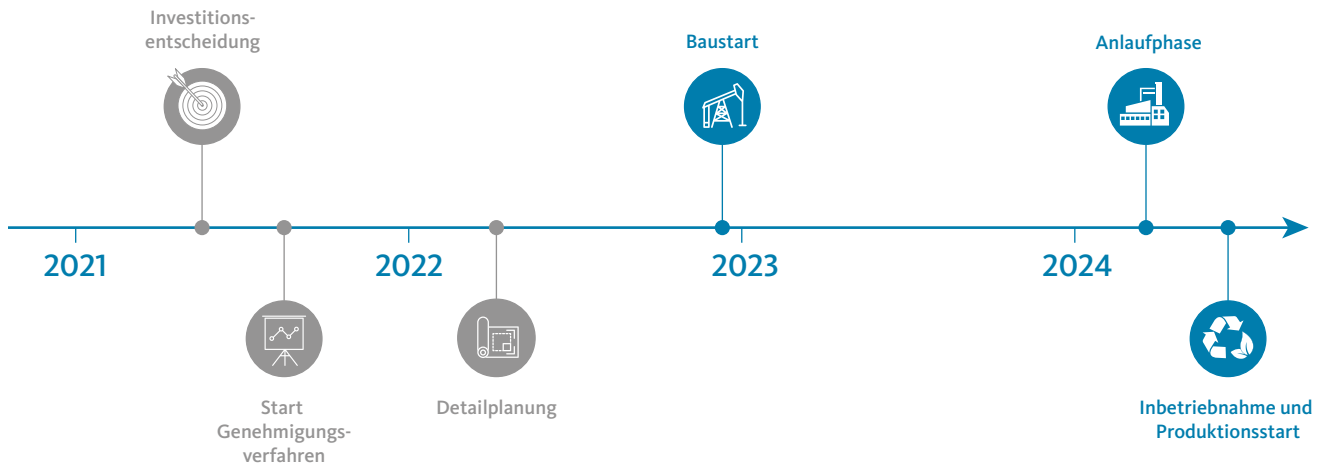 Investitions-
entscheidung
Baustart
Anlaufphase
2021
2022
2023
2024
Start
Genehmigungs-
verfahren
Detailplanung
Inbetriebnahme und
Produktionsstart